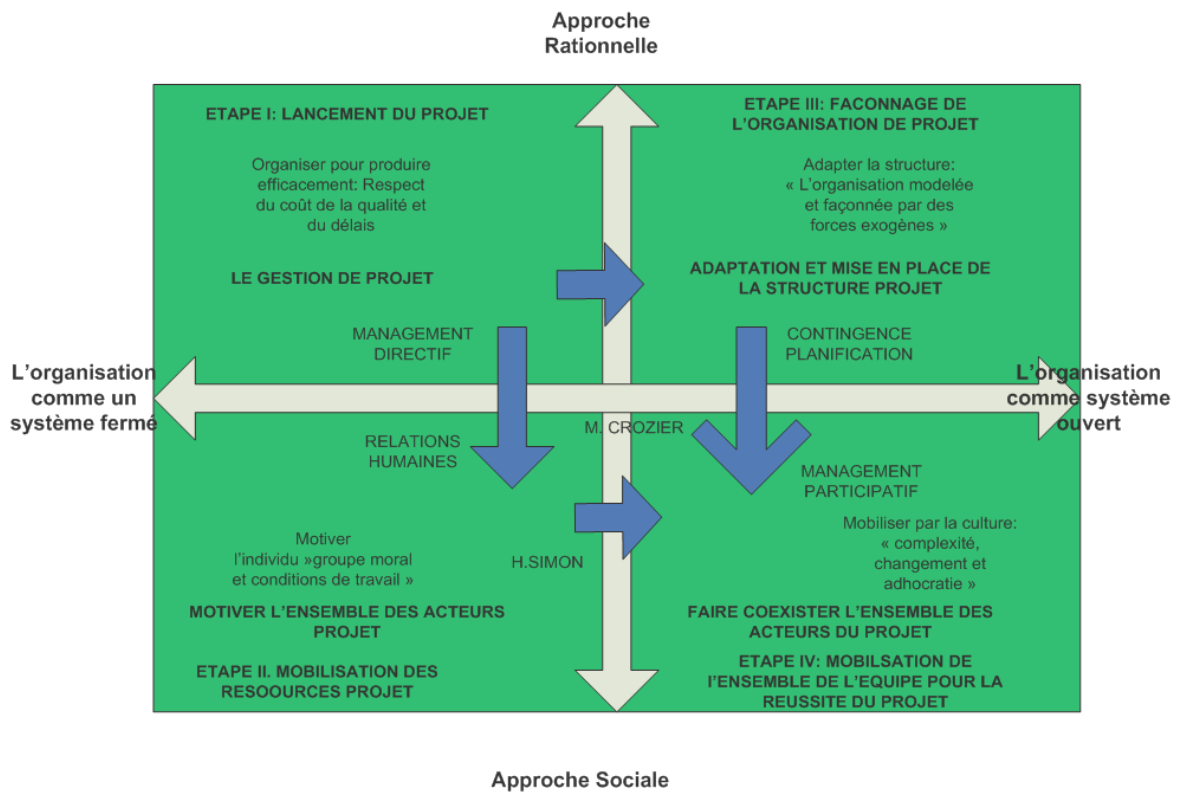 Approche
Rationnelle
ETAPE I: LANCEMENT DU PROJET
Organiser pour produire
efficacement: Respect
du coût de la qualité et
du délais
LE GESTION DE PROJET
MANAGEMENT
DIRECTIF
ETAPE III: FACONNAGE DE
L'ORGANISATION DE PROJET
Adapter la structure:
« L'organisation modelée
et façonnée par des
forces exogènes »
ADAPTATION ET MISE EN PLACE DE
LA STRUCTURE PROJET
CONTINGENCE
PLANIFICATION
L'organisation
comme un
système fermé
L'organisation
comme système
ouvert
M. CROZIER
RELATIONS
HUMAINES
H.SIMON
Motiver
l'individu »groupe moral
et conditions de travail »
MOTIVER L'ENSEMBLE DES ACTEURS
PROJET
ETAPE II. MOBILISATION DES
RESOOURCES PROJET
MANAGEMENT
PARTICIPATIF
Mobiliser par la culture:
« complexité,
changement et
adhocratie »
FAIRE COEXISTER L'ENSEMBLE DES
ACTEURS DU PROJET
ETAPE IV: MOBILSATION DE
l'ENSEMBLE DE L'EQUIPE POUR LA
REUSSITE DU PROJET
Approche Sociale